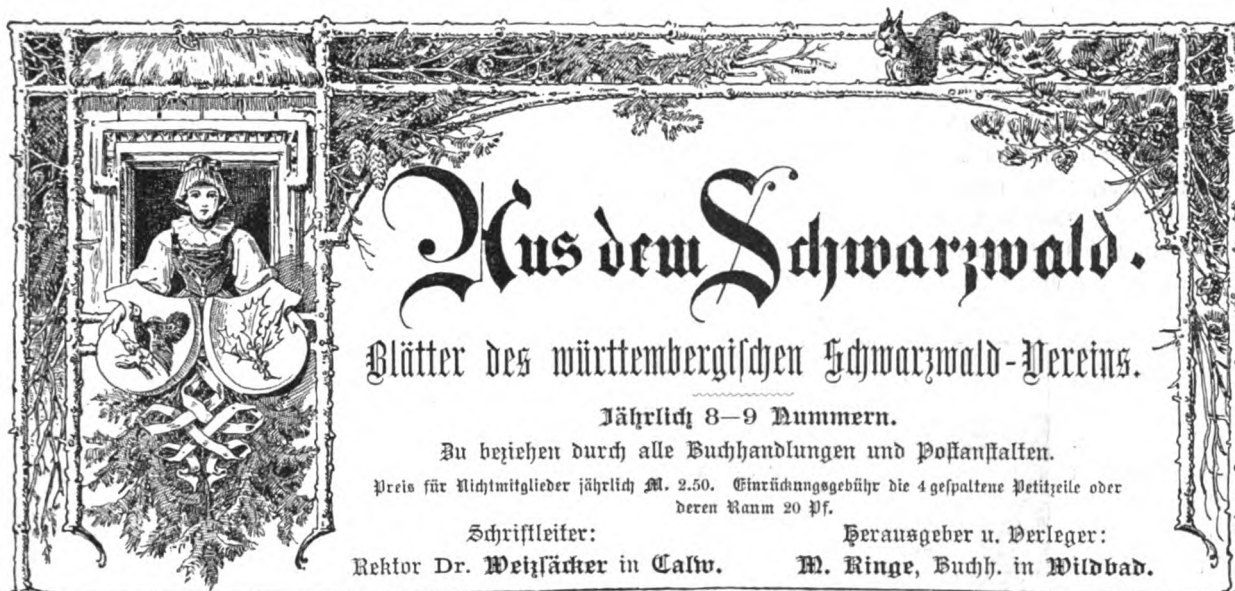 Aus dem Schwarzwald.
Blätter des württembergischen Schwarzwald-Vereins.
Jährlich 8–9 Nummern.
Zu beziehen durch alle Buchhandlungen und Postanstalten.
Preis für Nichtmitglieder jährlich M. 2.50. Einrückungsgebühr die 4 gespaltene Petitzeile oder
deren Raum 20 Pf.
Schriftleiter:
Rektor Dr. Weizsäcker in Calw.
Herausgeber u. Verleger:
M. Ringe, Buchh. in Wildbad.